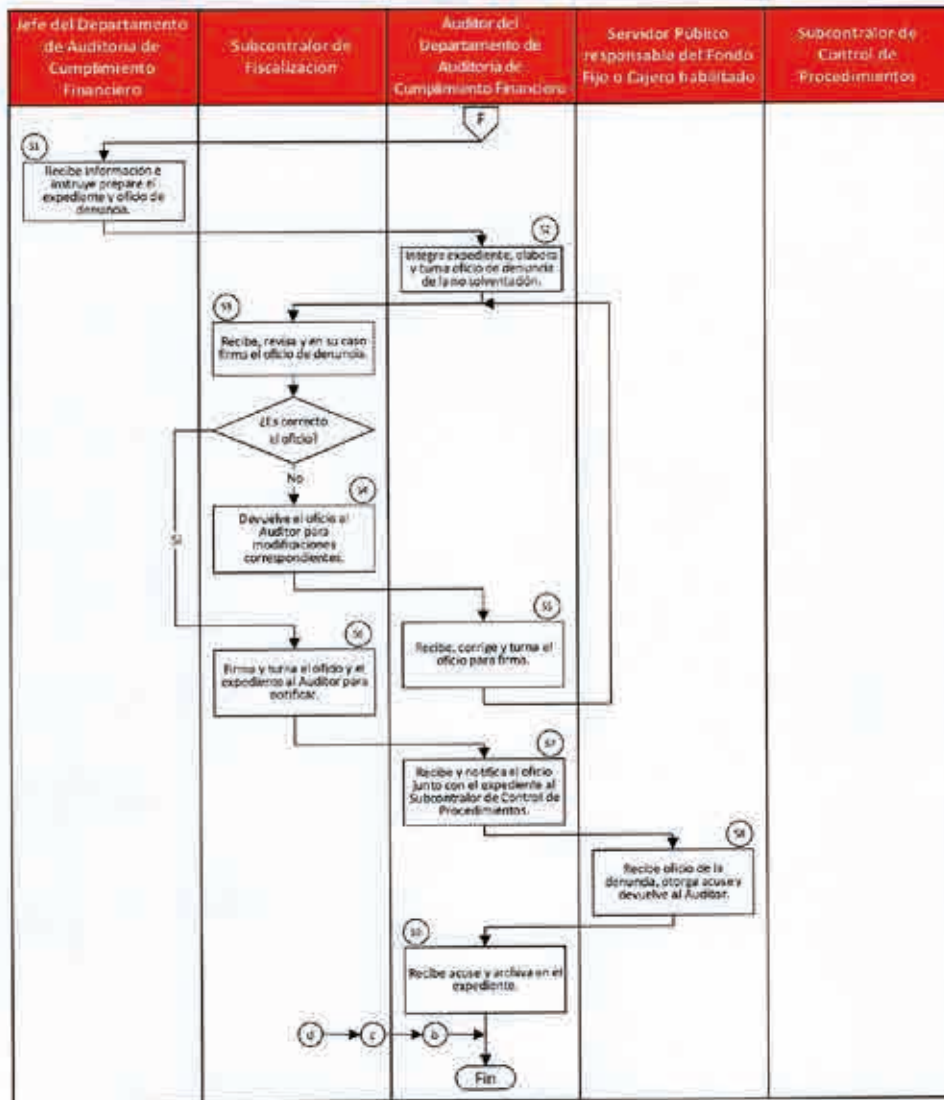 Jefe del Departamento
de Auditoría de
Cumplimiento
Financiero
Subcontralor de
Fiscalización
Auditor del
Departamento de
Auditoría de
Cumplimiento Financiero
Servidor Público
responsable del Fondo
Fijo o Cajero habilitado
Subcontralor de
Control de
Procedimientos
F
51
Recibe información e
instruye prepare el
expediente y oficio de
denuncia.
52
Integra expediente, elabora
y turna oficio de denuncia
de la no solventación.
53
Recibe, revisa y en su caso
firma el oficio de denuncia.
¿Es correcto
el oficio?
No
54
Devuelve el oficio al
Auditor para
modificaciones
correspondientes.
55
Recibe, corrige y turna el
oficio para firma.
56
Firma y turna el oficio y el
expediente al Auditor para
notificar.
57
Recibe y notifica el oficio
junto con el expediente al
Subcontralor de Control de
Procedimientos.
58
Recibe oficio de la
denuncia, otorga acuse y
devuelve al Auditor.
Recibe acuse y archiva en el
expediente.
d
c
b
Fin